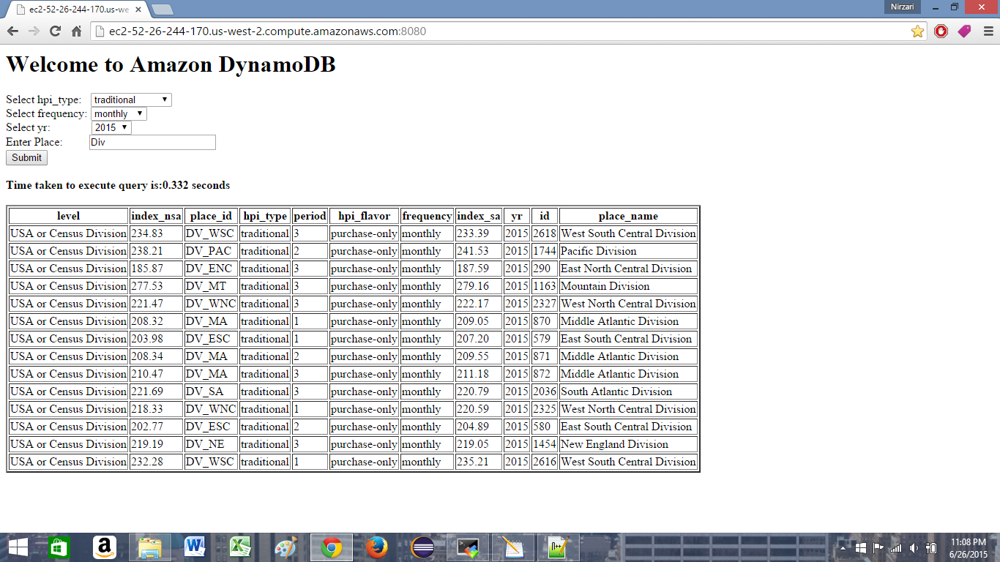 ec2-52-26-244-170.us-we
Nirzari
ec2-52-26-244-170.us-west-2.compute.amazonaws.com:8080
Welcome to Amazon DynamoDB
Select hpi_type: traditional
Select frequency: monthly
Select yr: 2015
Enter Place: Div
Submit
Time taken to execute query is:0.332 seconds
level index_nsa place_id hpi_type period hpi_flavor frequency index_sa yr id place_name
USA or Census Division 234.83 DV_WSC traditional 3 purchase-only monthly 233.39 2015 2618 West South Central Division
USA or Census Division 238.21 DV_PAC traditional 2 purchase-only monthly 241.53 2015 1744 Pacific Division
USA or Census Division 185.87 DV_ENC traditional 3 purchase-only monthly 187.59 2015 290 East North Central Division
USA or Census Division 277.53 DV_MT traditional 3 purchase-only monthly 279.16 2015 1163 Mountain Division
USA or Census Division 221.47 DV_WNC traditional 3 purchase-only monthly 222.17 2015 2327 West North Central Division
USA or Census Division 208.32 DV_MA traditional 1 purchase-only monthly 209.05 2015 870 Middle Atlantic Division
USA or Census Division 203.98 DV_ESC traditional 1 purchase-only monthly 207.20 2015 579 East South Central Division
USA or Census Division 208.34 DV_MA traditional 2 purchase-only monthly 209.55 2015 871 Middle Atlantic Division
USA or Census Division 210.47 DV_MA traditional 3 purchase-only monthly 211.18 2015 872 Middle Atlantic Division
USA or Census Division 221.69 DV_SA traditional 3 purchase-only monthly 220.79 2015 2036 South Atlantic Division
USA or Census Division 218.33 DV_WNC traditional 1 purchase-only monthly 220.59 2015 2325 West North Central Division
USA or Census Division 202.77 DV_ESC traditional 2 purchase-only monthly 204.89 2015 580 East South Central Division
USA or Census Division 219.19 DV_NE traditional 3 purchase-only monthly 219.05 2015 1454 New England Division
USA or Census Division 232.28 DV_WSC traditional 1 purchase-only monthly 235.21 2015 2616 West South Central Division
11:08 PM
6/26/2015